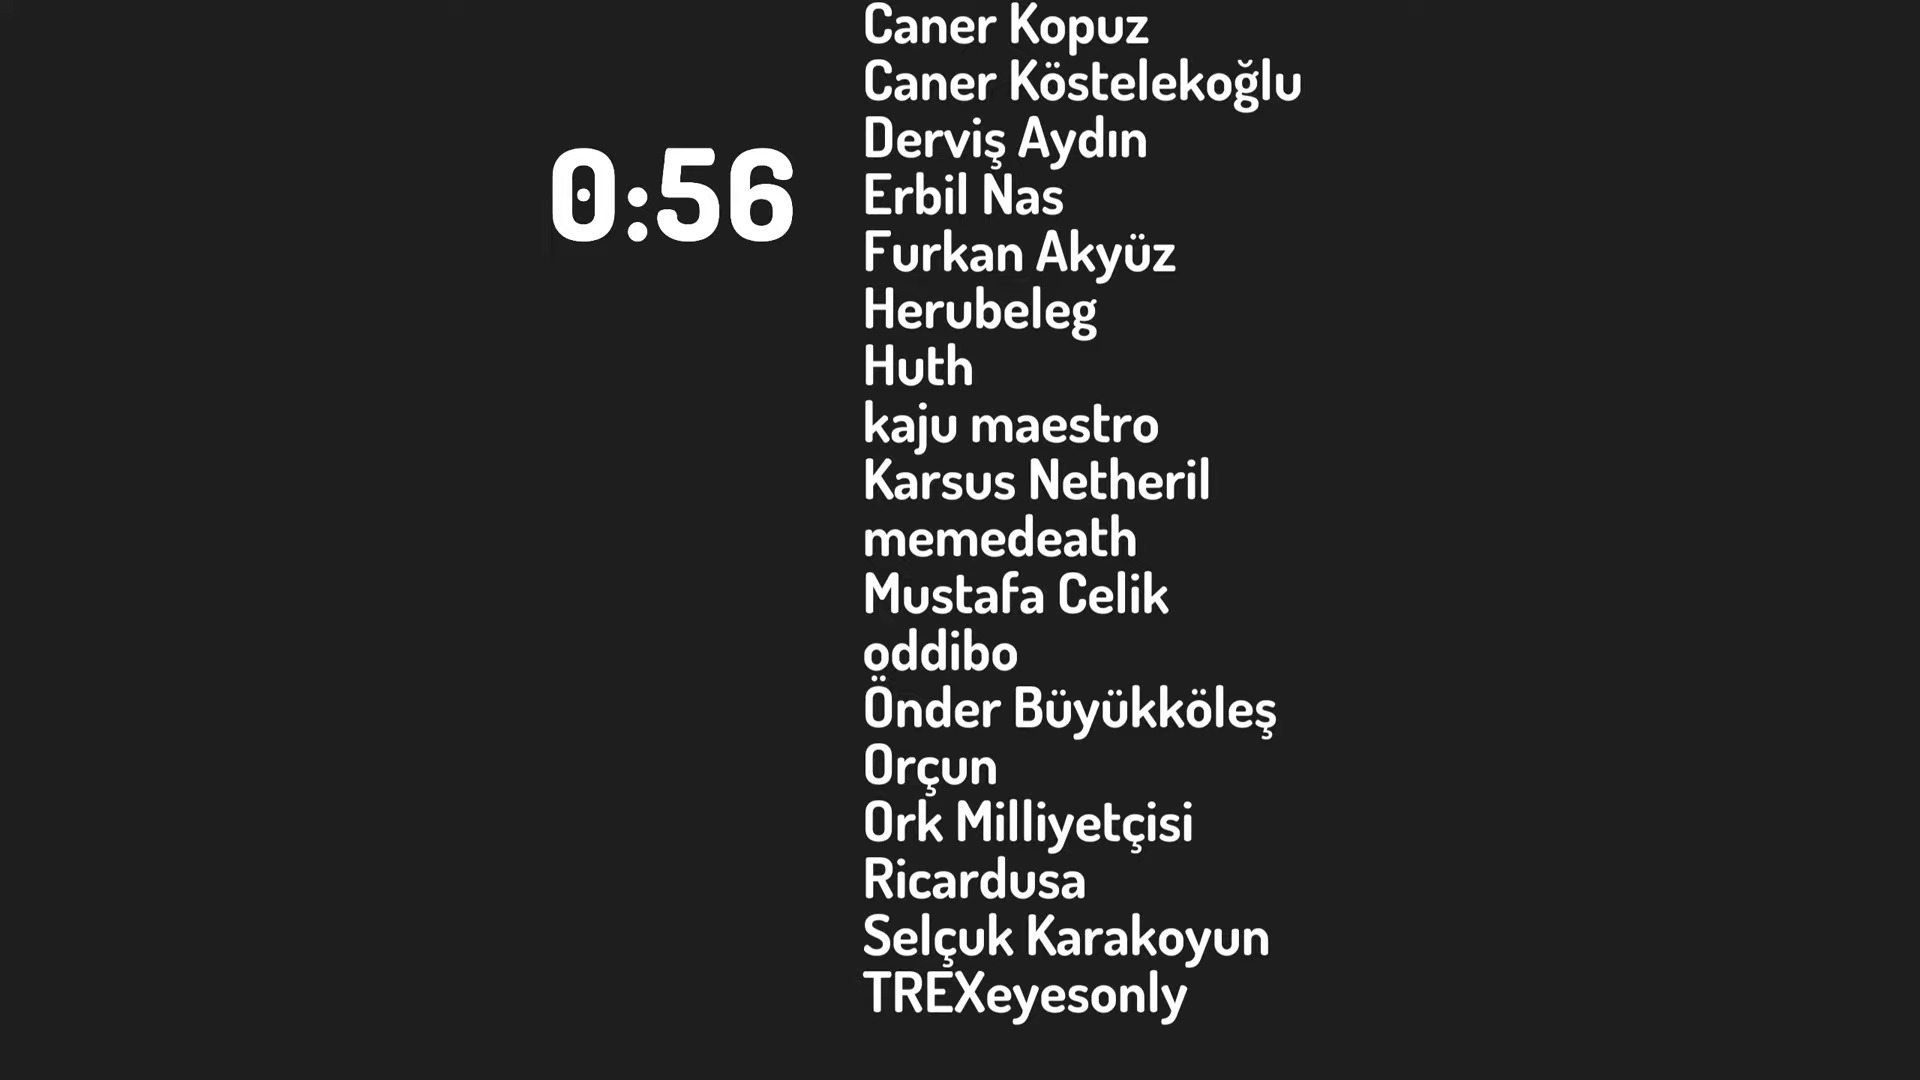 0:56
Caner Kopuz
Caner Köstelekoğlu
Derviş Aydın
Erbil Nas
Furkan Akyüz
Herubeleg
Huth
kaju maestro
Karsus Netheril
memedeath
Mustafa Celik
oddibo
Önder Büyükköleş
Orçun
Ork Milliyetçisi
Ricardusa
Selçuk Karakoyun
TREXeyesonly